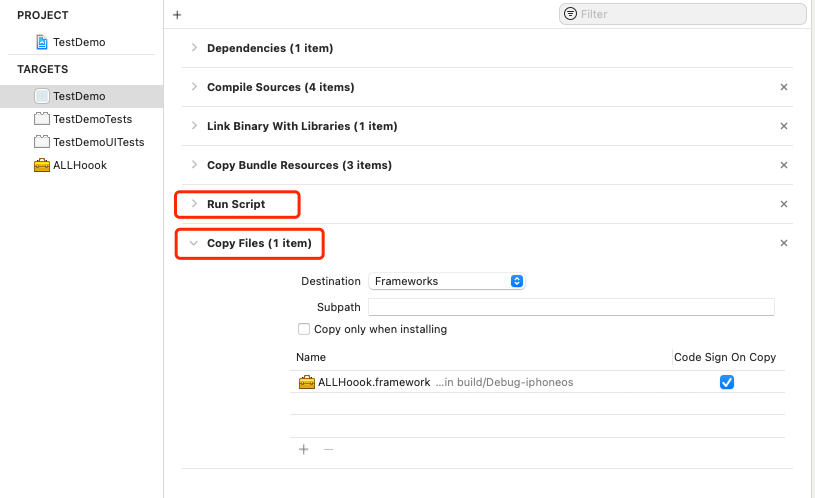 PROJECT
TestDemo
TARGETS
TestDemo
TestDemoTests
TestDemoUITests
ALLHoook
Filter
Dependencies (1 item)
Compile Sources (4 items)
Link Binary With Libraries (1 item)
Copy Bundle Resources (3 items)
Run Script
Copy Files (1 item)
Destination Frameworks
Subpath
Copy only when installing
Name Code Sign On Copy
ALLHoook.framework ...in build/Debug-iphoneos